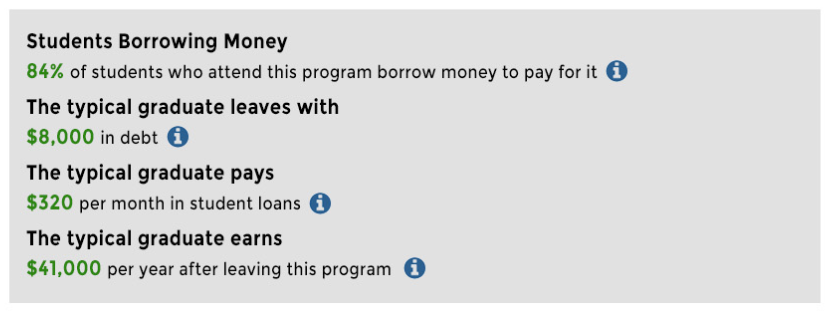 Students Borrowing Money
84% of students who attend this program borrow money to pay for it
The typical graduate leaves with
$8,000 in debt
The typical graduate pays
$320 per month in student loans
The typical graduate earns
$41,000 per year after leaving this program